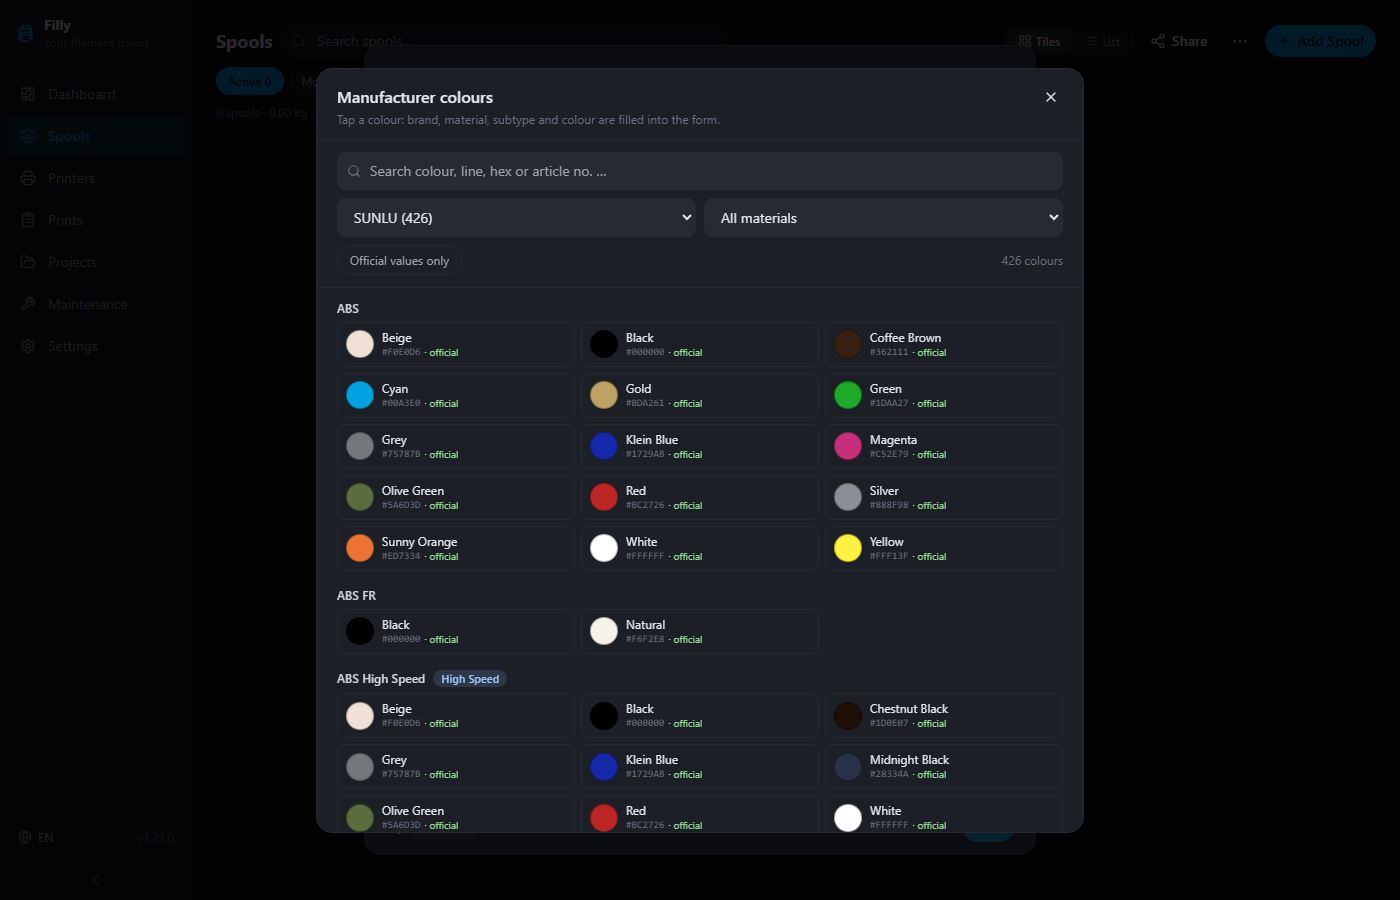 Filly
Your filament friend
Dashboard
Spools
Printers
Prints
Projects
Maintenance
Settings
EN
v1.21.0
Spools
Search spools...
Tiles
List
Share
+ Add Spool
Active 0
0 spools · 0.00 kg ·
Manufacturer colours
Tap a colour: brand, material, subtype and colour are filled into the form.
Search colour, line, hex or article no. ...
SUNLU (426)
All materials
Official values only
426 colours
ABS
Beige
#F0E0D6 · official
Black
#000000 · official
Coffee Brown
#362111 · official
Cyan
#00A3E0 · official
Gold
#BDA261 · official
Green
#1DAA27 · official
Grey
#75787B · official
Klein Blue
#1729AB · official
Magenta
#C52E79 · official
Olive Green
#5A6D3D · official
Red
#BC2726 · official
Silver
#888F98 · official
Sunny Orange
#ED7334 · official
White
#FFFFFF · official
Yellow
#FFF13F · official
ABS FR
Black
#000000 · official
Natural
#F6F2E8 · official
ABS High Speed
High Speed
Beige
#F0E0D6 · official
Black
#000000 · official
Chestnut Black
#1D0E07 · official
Grey
#75787B · official
Klein Blue
#1729AB · official
Midnight Black
#28334A · official
Olive Green
#5A6D3D · official
Red
#BC2726 · official
White
#FFFFFF · official